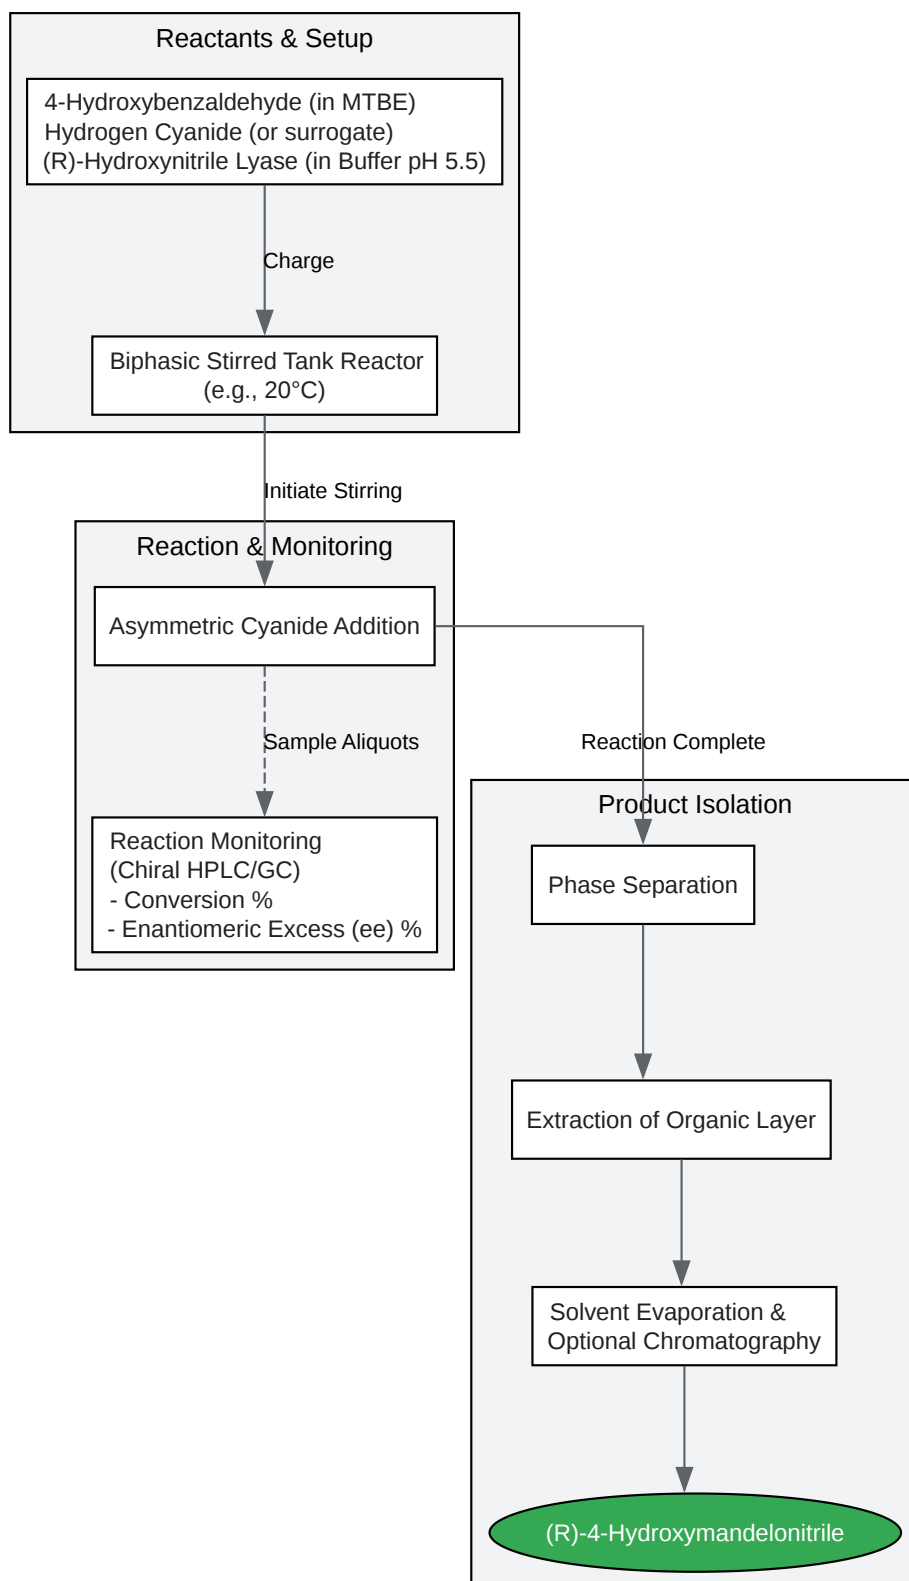 Reactants & Setup
4-Hydroxybenzaldehyde (in MTBE)
Hydrogen Cyanide (or surrogate)
(R)-Hydroxynitrile Lyase (in Buffer pH 5.5)
Charge
Biphasic Stirred Tank Reactor
(e.g., 20°C)
Initiate Stirring
Reaction & Monitoring
Asymmetric Cyanide Addition
Sample Aliquots
Reaction Complete
Reaction Monitoring
(Chiral HPLC/GC)
- Conversion %
- Enantiomeric Excess (ee) %
Product Isolation
Phase Separation
Extraction of Organic Layer
Solvent Evaporation &
Optional Chromatography
(R)-4-Hydroxymandelonitrile